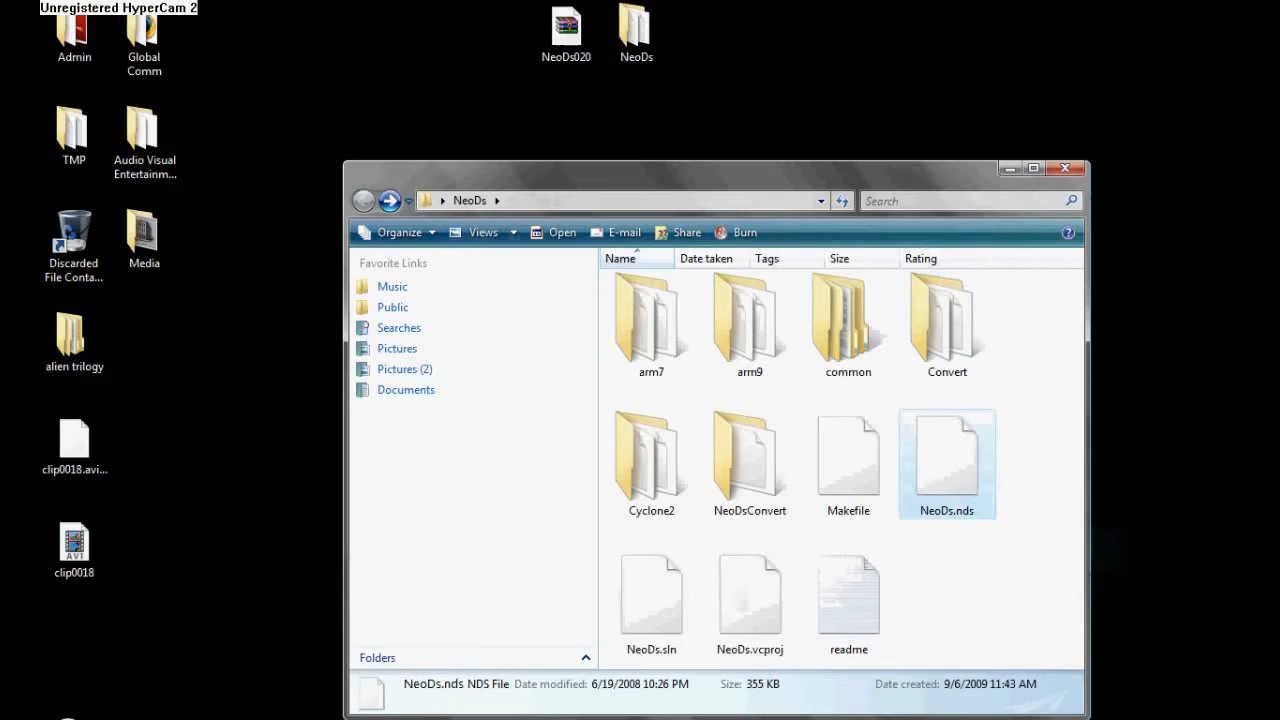 Unregistered HyperCam 2
Admin
Global
Comm
NeoDs020
NeoDs
TMP
Audio Visual
Entertainm...
Discarded
File Conta...
Media
alien trilogy
clip0018.avi...
AVI
clip0018
NeoDs
Search
Organize
Views
Open
E-mail
Share
Burn
Favorite Links
Music
Public
Searches
Pictures
Pictures (2)
Documents
Folders
Name
Date taken
Tags
Size
Rating
arm7
arm9
common
Convert
Cyclone2
NeoDsConvert
Makefile
NeoDs.nds
NeoDs.sln
NeoDs.vcproj
readme
NeoDs.nds NDS File Date modified: 6/19/2008 10:26 PM Size: 355 KB Date created: 9/6/2009 11:43 AM